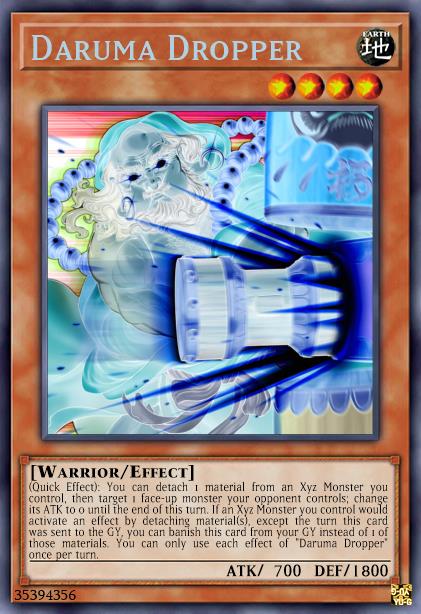 DARUMA DROPPER
EARTH
地
[WARRIOR/EFFECT]
(Quick Effect): You can detach 1 material from an Xyz Monster you
control, then target 1 face-up monster your opponent controls; change
its ATK to 0 until the end of this turn. If an Xyz Monster you control would
activate an effect by detaching material(s), except the turn this card
was sent to the GY, you can banish this card from your GY instead of 1 of
those materials. You can only use each effect of "Daruma Dropper"
once per turn.
ATK/ 700 DEF/1800
35394356